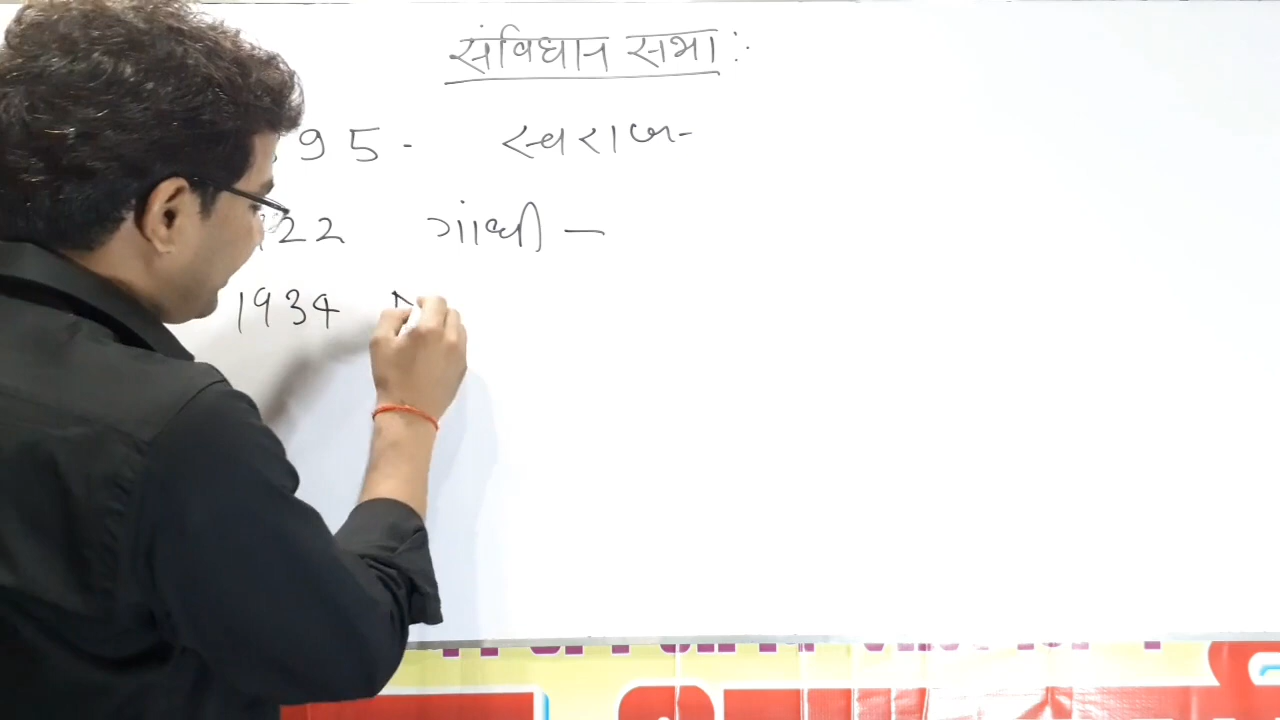 संविधान सभा :-
95 - स्वराज -
22 गांधी -
1934